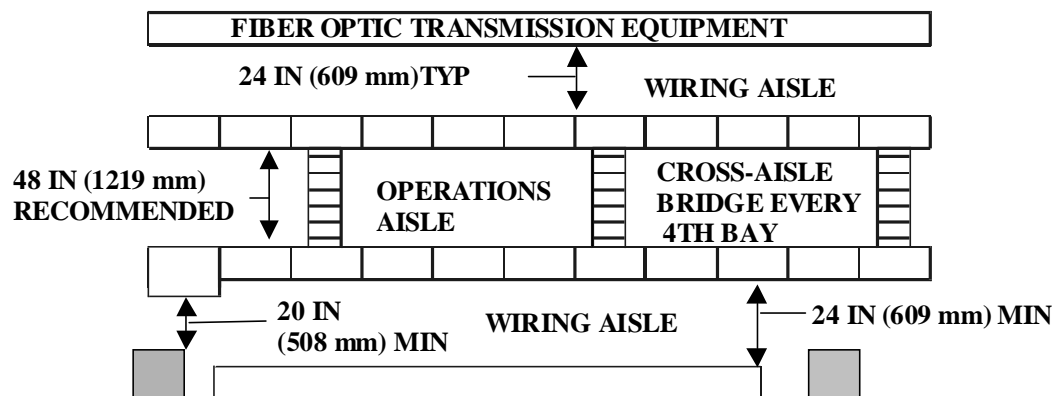 FIBER OPTIC TRANSMISSION EQUIPMENT
24 IN (609 mm)TYP
WIRING AISLE
48 IN (1219 mm)
RECOMMENDED
OPERATIONS
AISLE
CROSS-AISLE
BRIDGE EVERY
4TH BAY
20 IN
(508 mm) MIN
WIRING AISLE
24 IN (609 mm) MIN